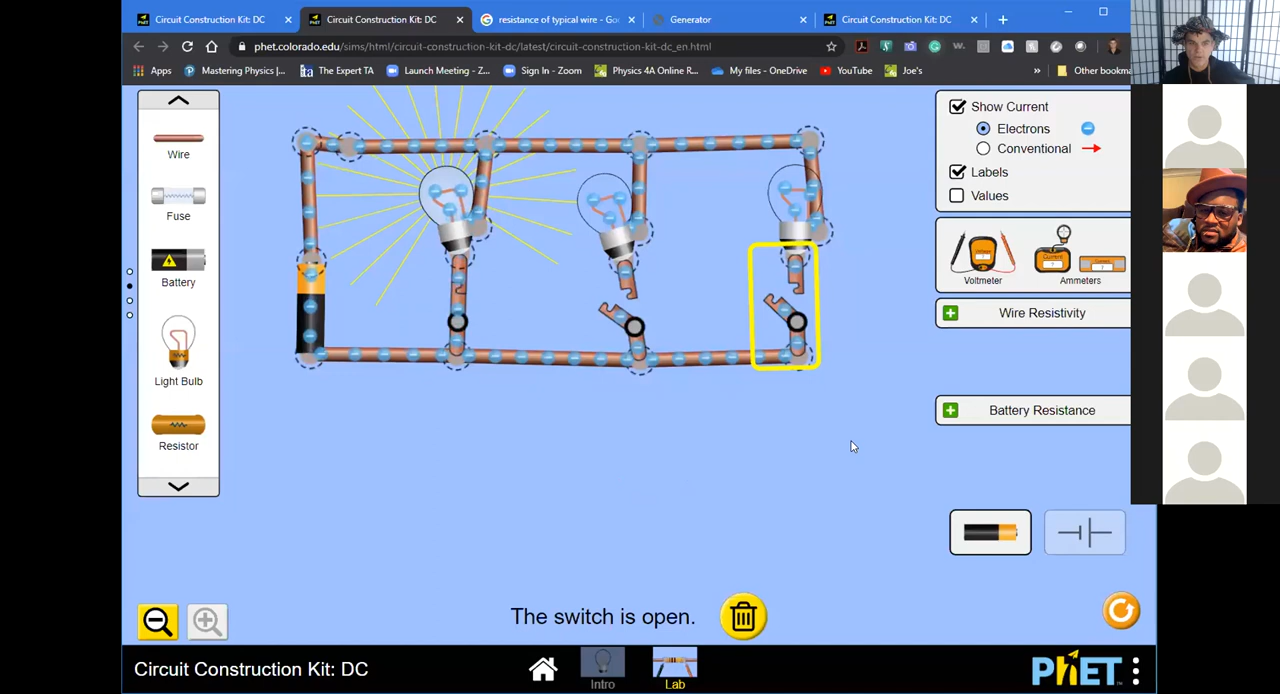 Circuit Construction Kit: DC
Circuit Construction Kit: DC
resistance of typical wire - Go
Generator
Circuit Construction Kit: DC
phet.colorado.edu/sims/html/circuit-construction-kit-dc/latest/circuit-construction-kit-dc_en.html
Apps
Mastering Physics |...
The Expert TA
Launch Meeting - Z...
Sign In - Zoom
Physics 4A Online R...
My files - OneDrive
YouTube
Joe's
»
Other bookma
Wire
Fuse
Battery
Light Bulb
Resistor
Show Current
Electrons
Conventional
Labels
Values
Voltmeter
Ammeters
Wire Resistivity
Battery Resistance
The switch is open.
Circuit Construction Kit: DC
Intro
Lab
PhET